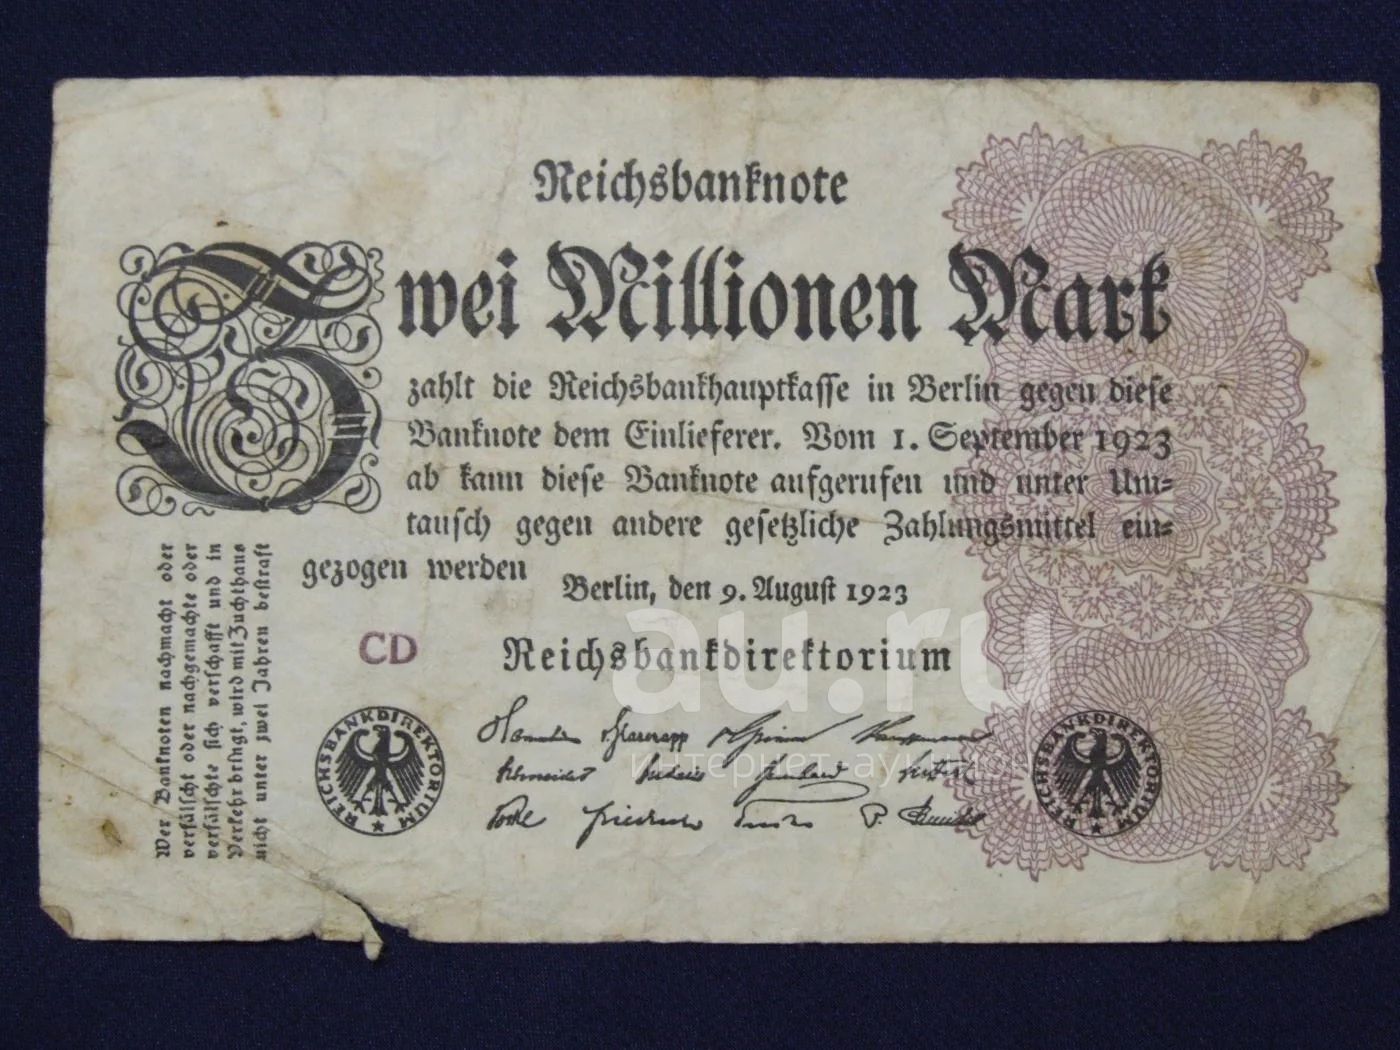 Reichsbanknote
Zwei Millionen Mark
zahlt die Reichsbankhauptkasse in Berlin gegen diese
Banknote dem Einlieferer. Vom 1. September 1923
ab kann diese Banknote aufgerufen und unter Um-
tausch gegen andere gesetzliche Zahlungsmittel ein-
gezogen werden
Berlin, den 9. August 1923
CD
Reichsbankdirektorium
Wer Banknoten nachmacht oder
verfälscht oder nachgemachte oder
verfälschte sich verschafft und in
Verkehr bringt, wird mit Zuchthaus
nicht unter zwei Jahren bestraft
REICHSBANKDIREKTORIUM
REICHSBANKDIREKTORIUM
au.ru
интернет-аукцион